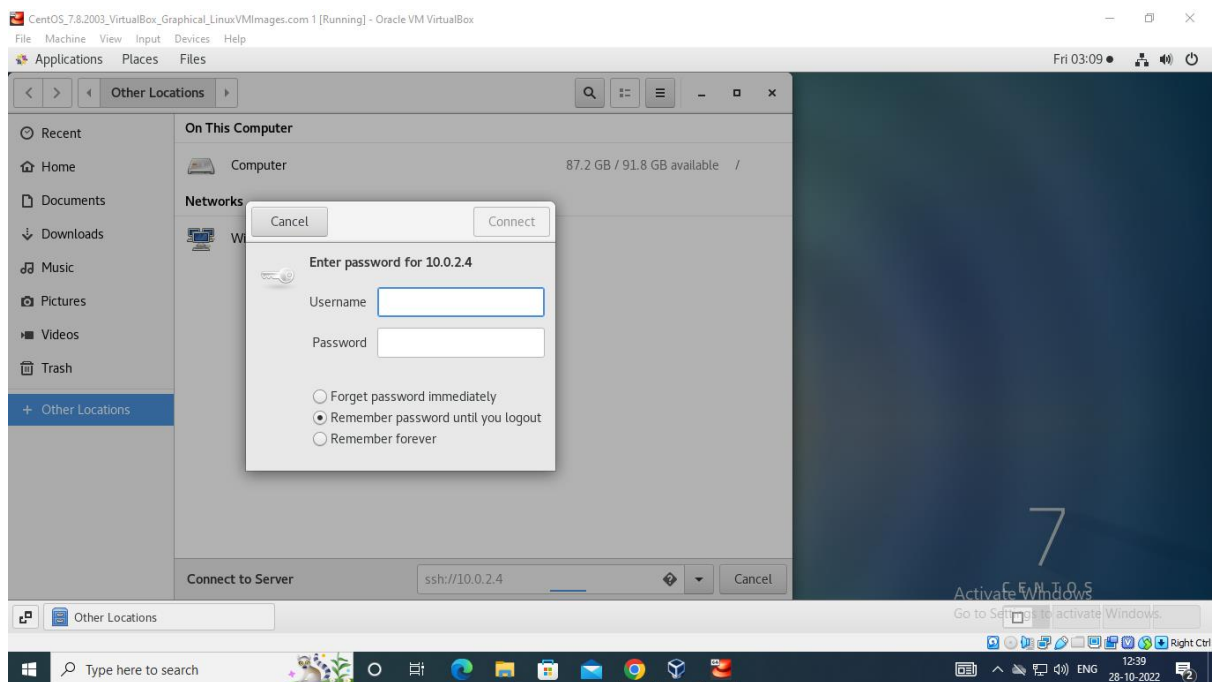 CentOS_7.8.2003_VirtualBox_Graphical_LinuxVMImages.com 1 [Running] - Oracle VM VirtualBox
File Machine View Input Devices Help
Applications Places Files Fri 03:09
Other Locations
Recent
Home
Documents
Downloads
Music
Pictures
Videos
Trash
+ Other Locations
On This Computer
Computer 87.2 GB / 91.8 GB available /
Networks
Wi
Cancel Connect
Enter password for 10.0.2.4
Username
Password
Forget password immediately
Remember password until you logout
Remember forever
Connect to Server ssh://10.0.2.4 Cancel
7
CENTOS
Activate Windows
Go to Settings to activate Windows.
Other Locations
Right Ctrl
Type here to search
ENG
12:39
28-10-2022
2